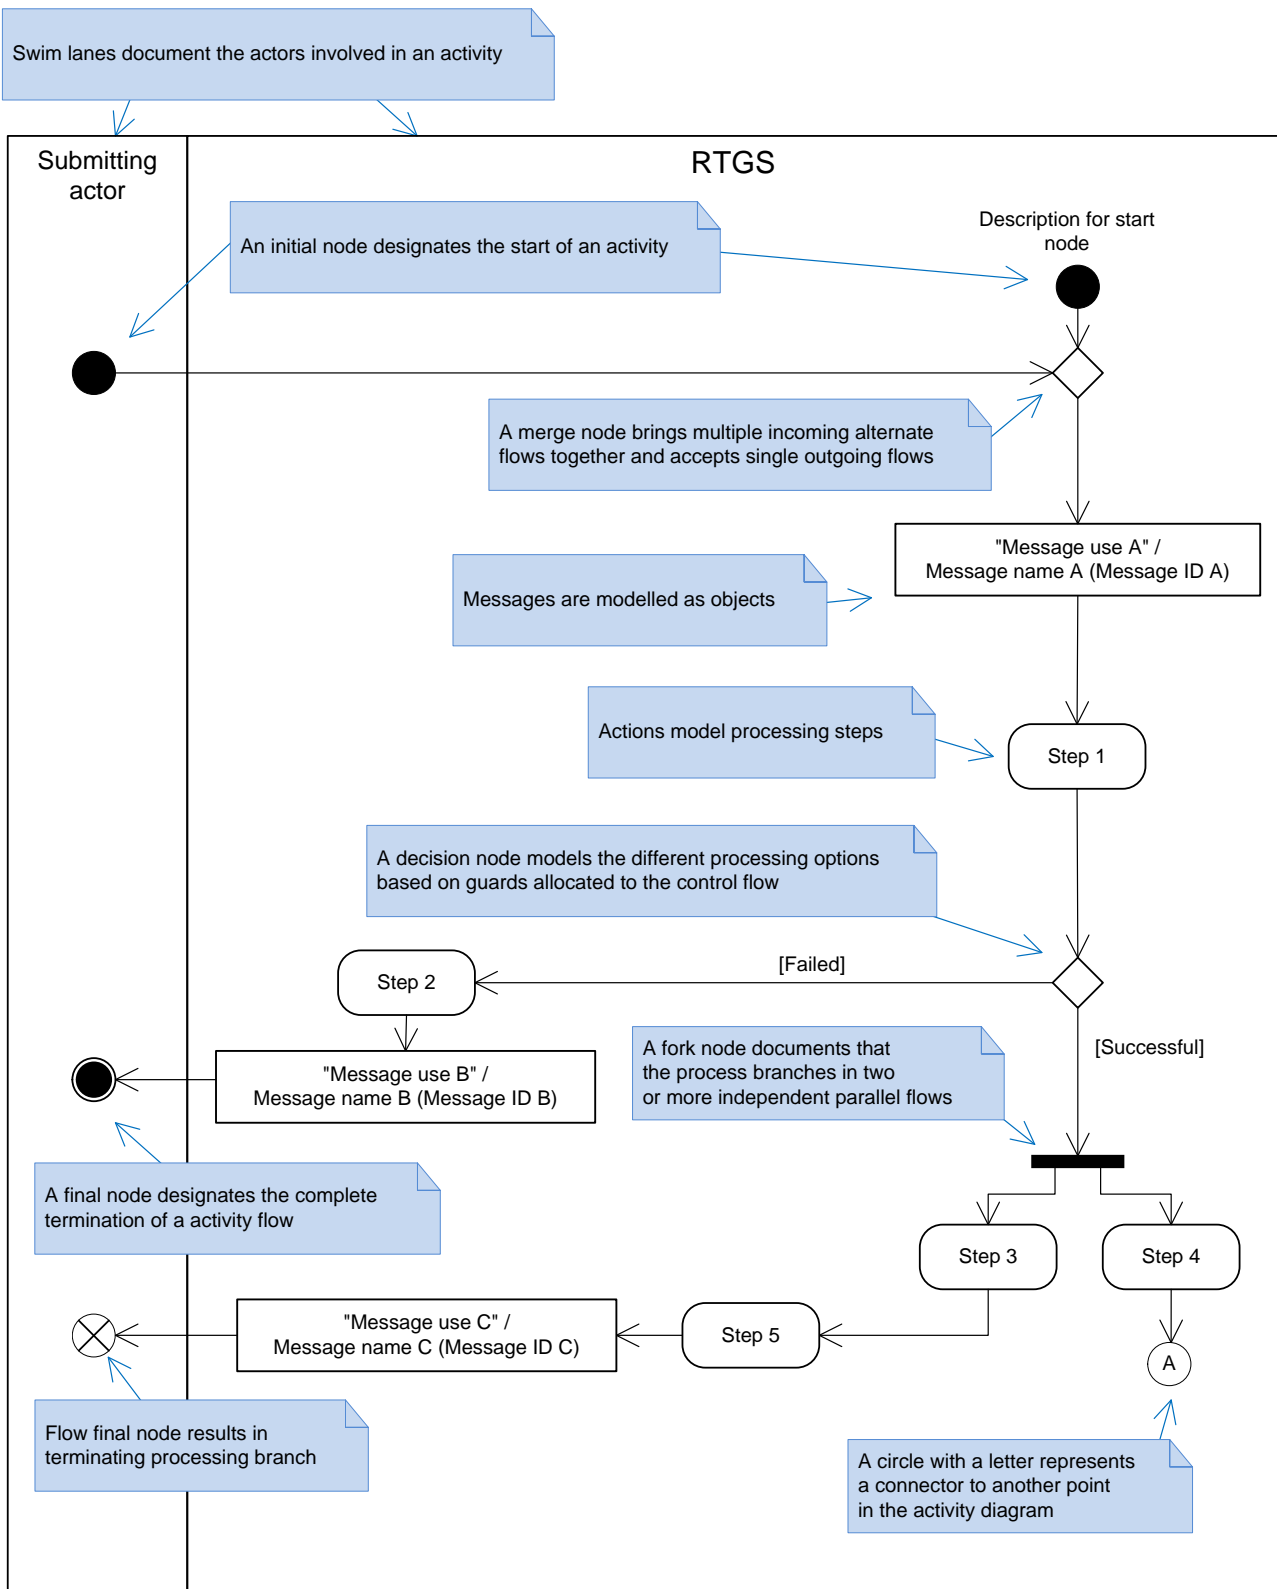 Swim lanes document the actors involved in an activity
Submitting
actor
RTGS
Description for start
node
An initial node designates the start of an activity
A merge node brings multiple incoming alternate
flows together and accepts single outgoing flows
"Message use A" /
Message name A (Message ID A)
Messages are modelled as objects
Actions model processing steps
Step 1
A decision node models the different processing options
based on guards allocated to the control flow
[Failed]
Step 2
[Successful]
A fork node documents that
the process branches in two
or more independent parallel flows
"Message use B" /
Message name B (Message ID B)
A final node designates the complete
termination of a activity flow
Step 3
Step 4
"Message use C" /
Message name C (Message ID C)
Step 5
A
Flow final node results in
terminating processing branch
A circle with a letter represents
a connector to another point
in the activity diagram